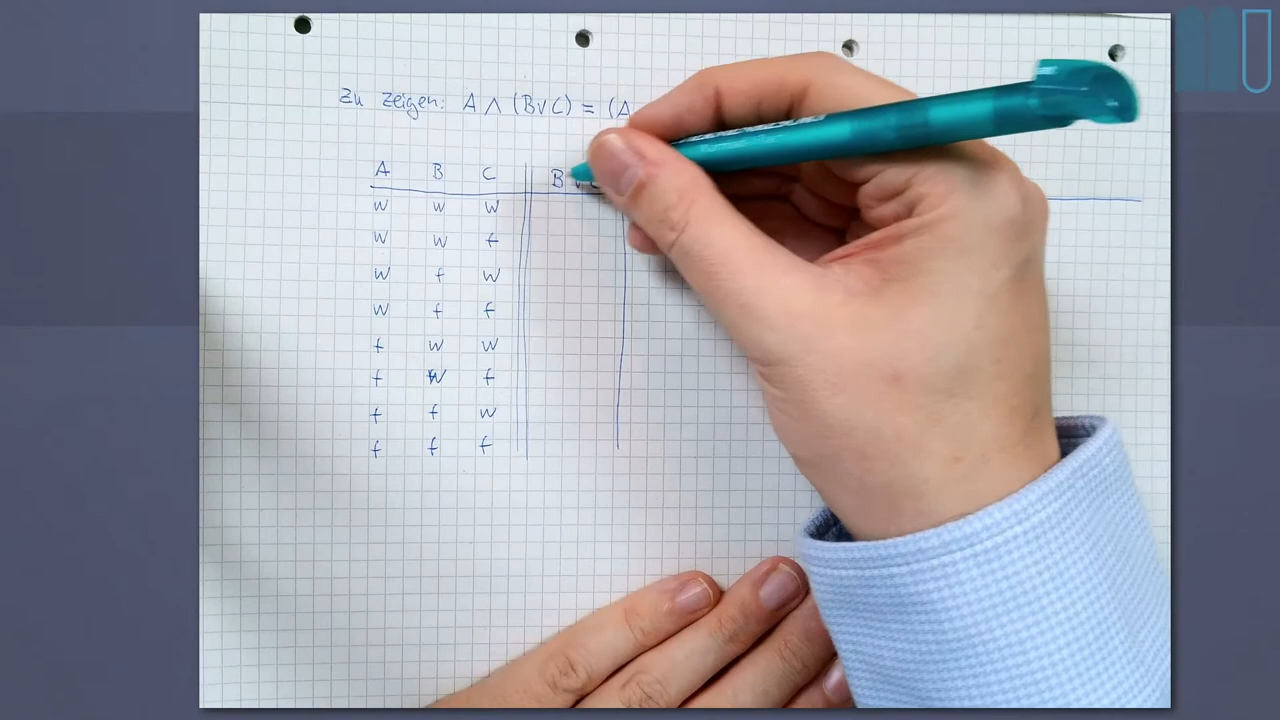 Zu zeigen: A ∧ (B∨C) = (A
A B C B ∨ C
w w w
w w f
w f w
w f f
f w w
f w f
f f w
f f f